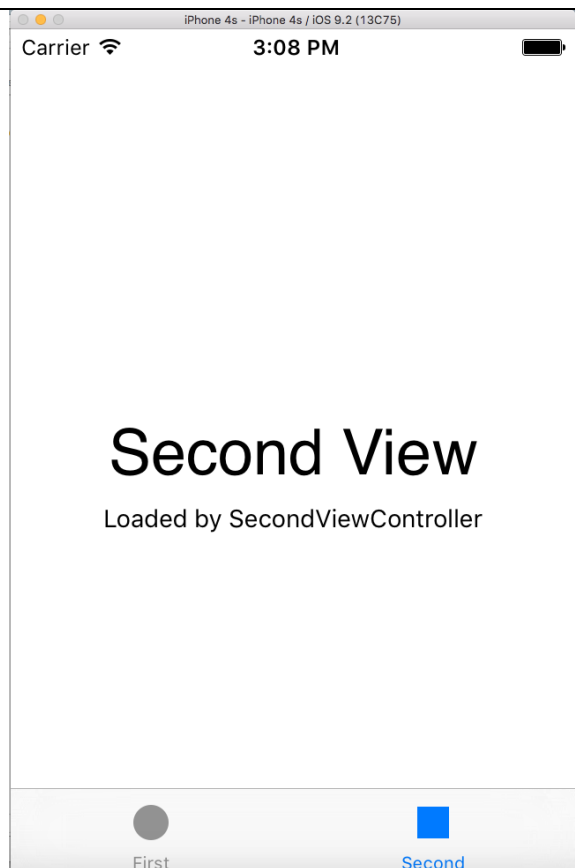 iPhone 4s - iPhone 4s / iOS 9.2 (13C75)
Carrier 3:08 PM
Second View
Loaded by SecondViewController
First Second